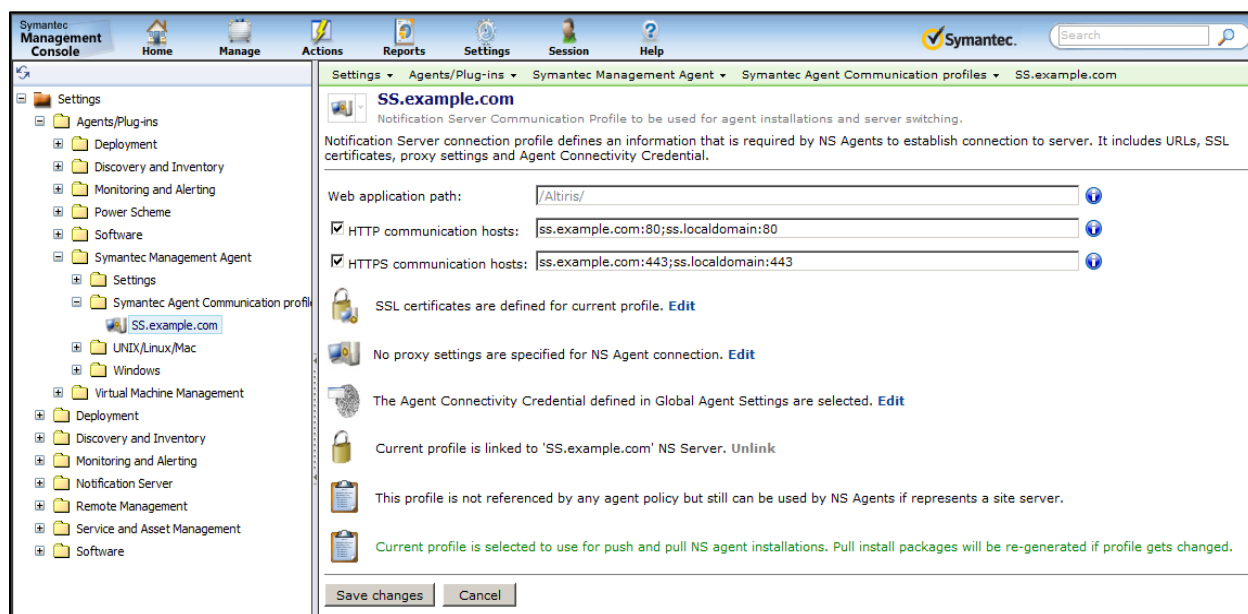 Symantec
Management
Console
Home
Manage
Actions
Reports
Settings
Session
Help
Symantec.
Search
Settings
Agents/Plug-ins
Deployment
Discovery and Inventory
Monitoring and Alerting
Power Scheme
Software
Symantec Management Agent
Settings
Symantec Agent Communication profil
SS.example.com
UNIX/Linux/Mac
Windows
Virtual Machine Management
Deployment
Discovery and Inventory
Monitoring and Alerting
Notification Server
Remote Management
Service and Asset Management
Software
Settings Agents/Plug-ins Symantec Management Agent Symantec Agent Communication profiles SS.example.com
SS.example.com
Notification Server Communication Profile to be used for agent installations and server switching.
Notification Server connection profile defines an information that is required by NS Agents to establish connection to server. It includes URLs, SSL
certificates, proxy settings and Agent Connectivity Credential.
Web application path: /Altiris/
HTTP communication hosts: ss.example.com:80;ss.localdomain:80
HTTPS communication hosts: ss.example.com:443;ss.localdomain:443
SSL certificates are defined for current profile. Edit
No proxy settings are specified for NS Agent connection. Edit
The Agent Connectivity Credential defined in Global Agent Settings are selected. Edit
Current profile is linked to 'SS.example.com' NS Server. Unlink
This profile is not referenced by any agent policy but still can be used by NS Agents if represents a site server.
Current profile is selected to use for push and pull NS agent installations. Pull install packages will be re-generated if profile gets changed.
Save changes Cancel